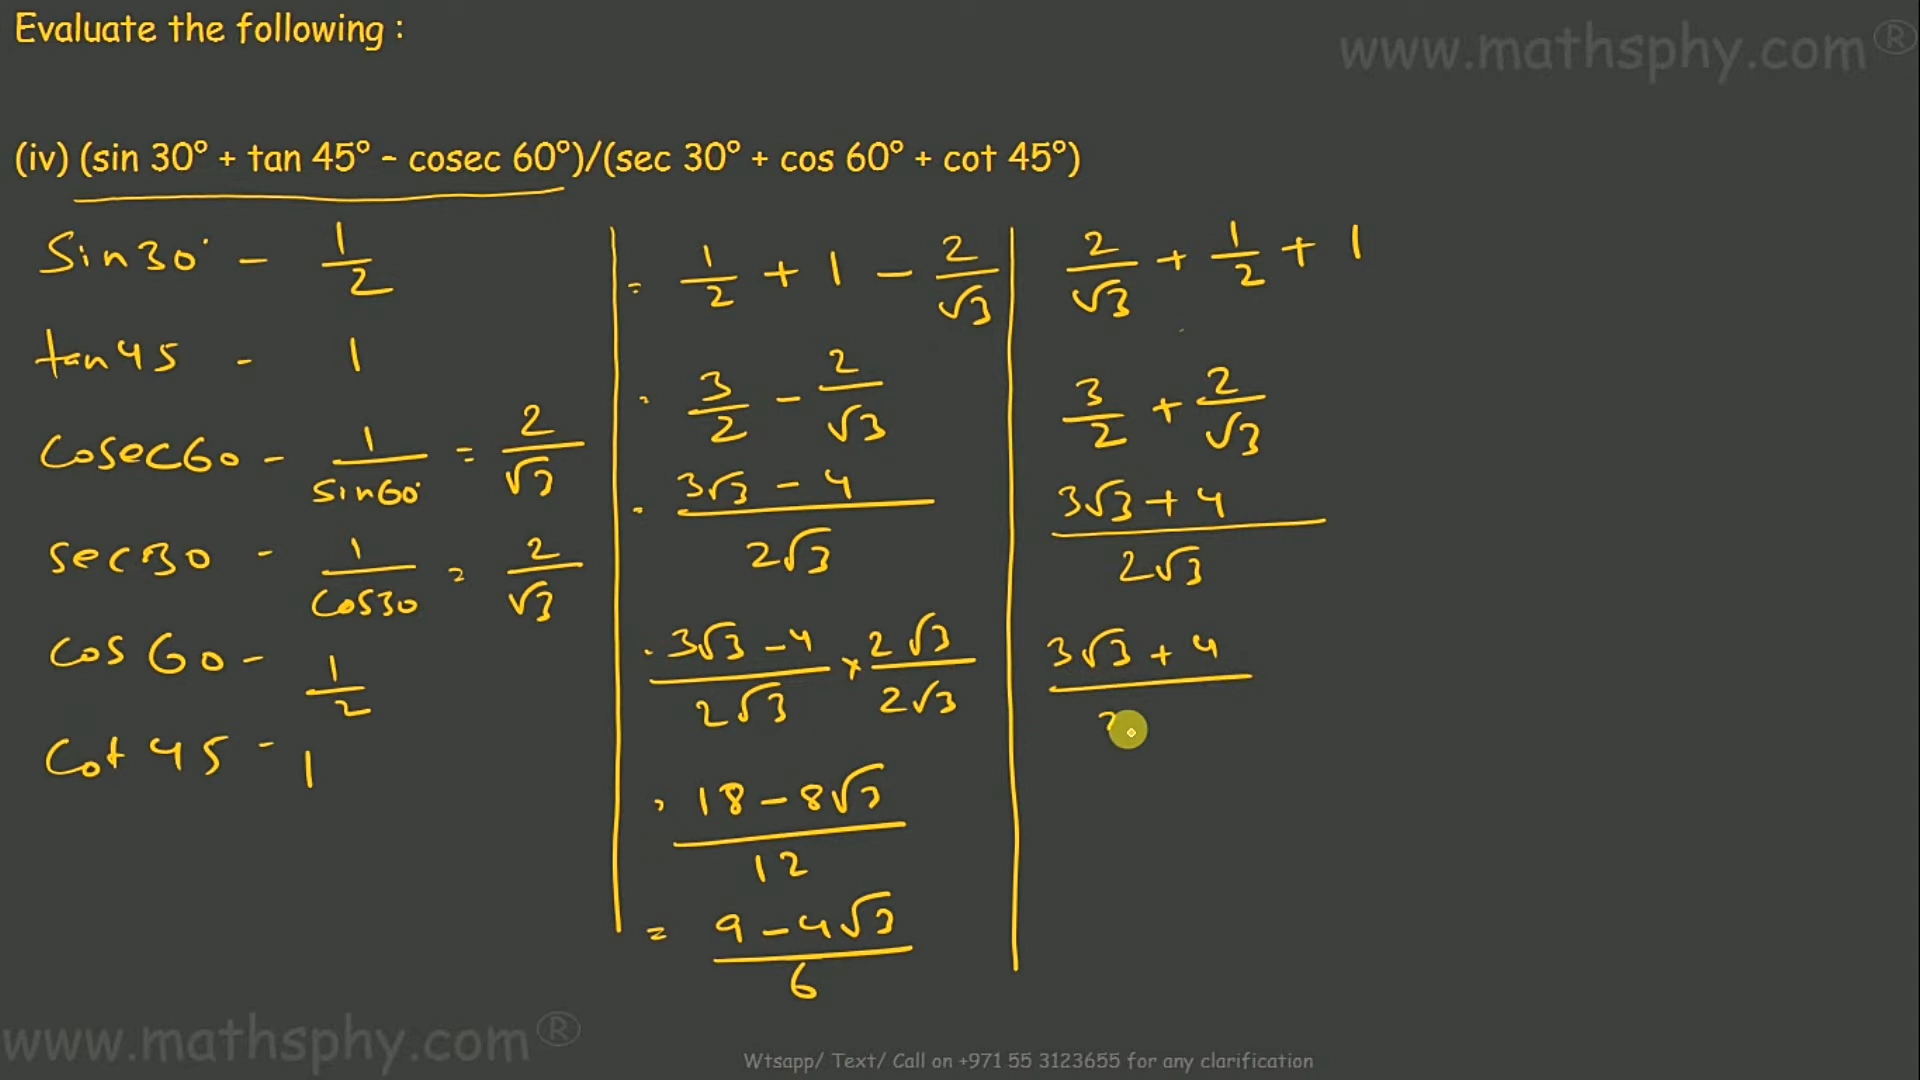 Evaluate the following :
www.mathsphy.com®
(iv) (sin 30° + tan 45° – cosec 60°)/(sec 30° + cos 60° + cot 45°)
Sin30° - 1/2
tan45 - 1
cosec60 - 1/sin60° = 2/√3
sec30 - 1/cos30 = 2/√3
cos 60 - 1/2
Cot 45 - 1
= 1/2 + 1 - 2/√3
= 3/2 - 2/√3
= (3√3 - 4)/(2√3)
= (3√3 - 4)/(2√3) × (2√3)/(2√3)
= (18 - 8√3)/12
= (9 - 4√3)/6
2/√3 + 1/2 + 1
3/2 + 2/√3
(3√3 + 4)/(2√3)
3√3 + 4
www.mathsphy.com®
Wtsapp/ Text/ Call on +971 55 3123655 for any clarification